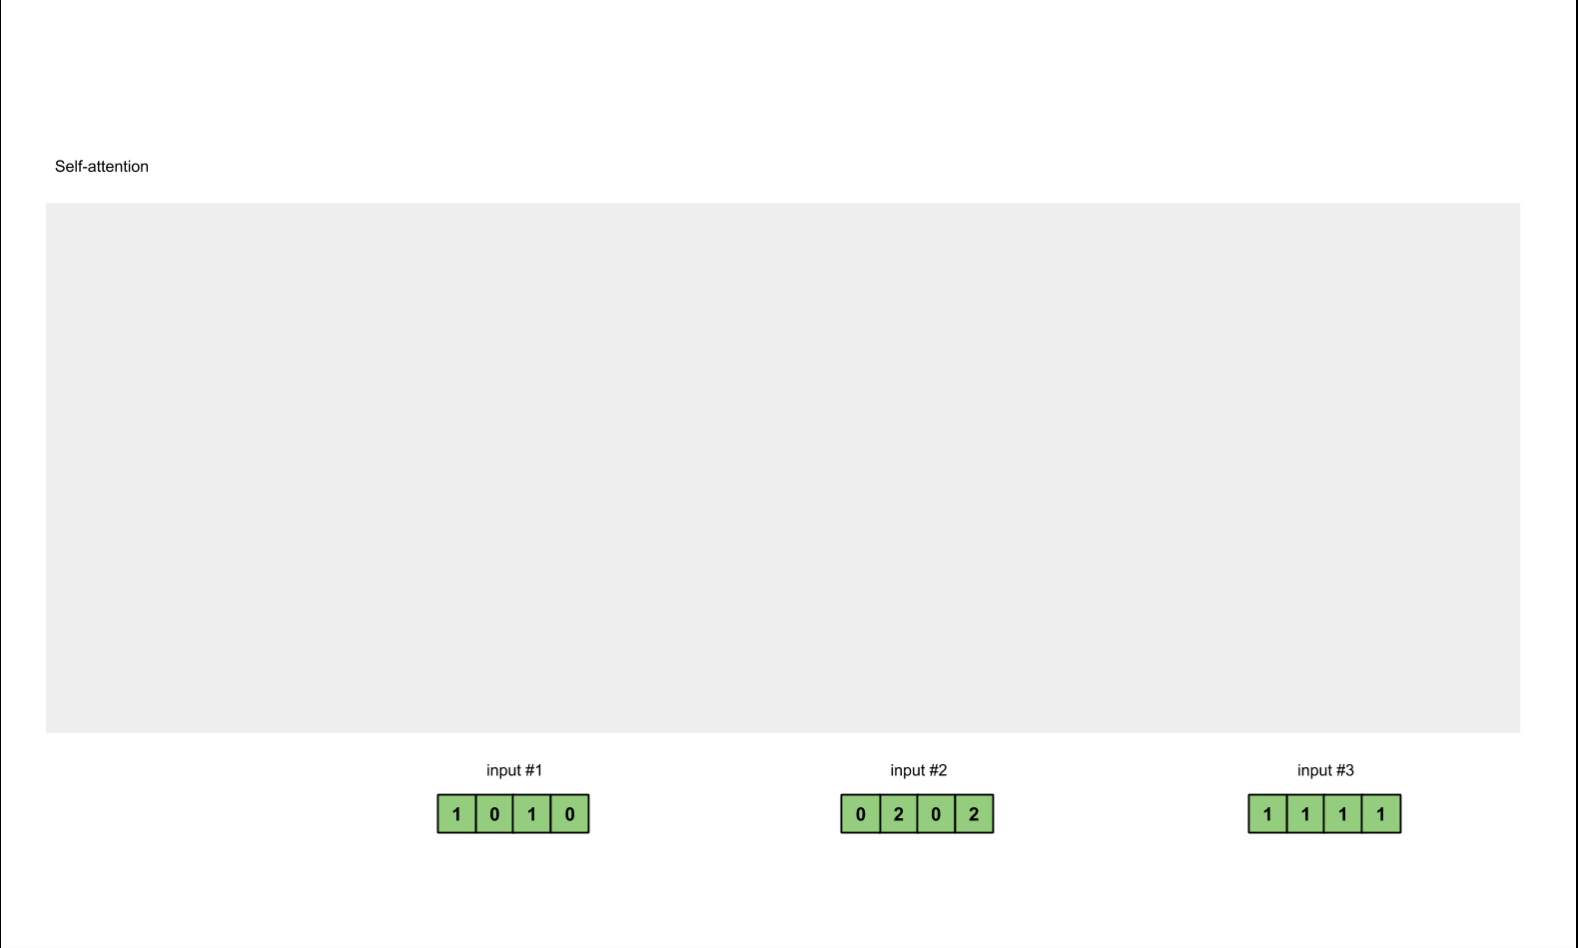 Self-attention
input #1 input #2 input #3
1 0 1 0 0 2 0 2 1 1 1 1